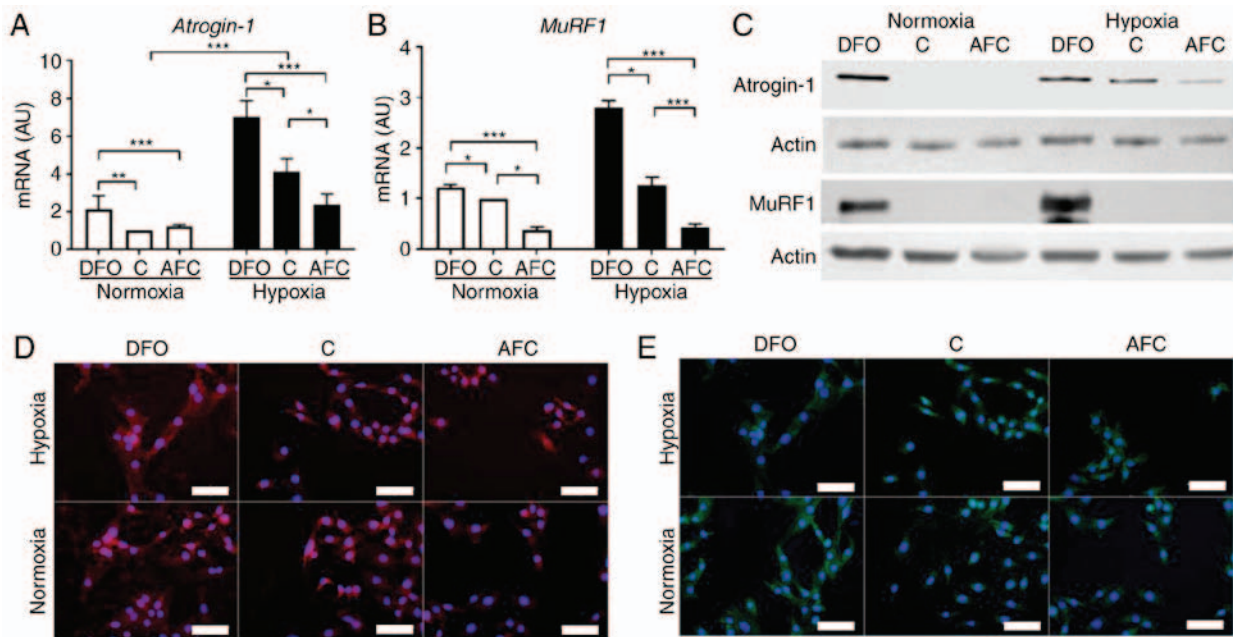 A
Atrogin-1
***
10
8
6
4
2
0
mRNA (AU)
***
**
***
*
*
DFO C AFC DFO C AFC
Normoxia Hypoxia
B
MuRF1
4
3
2
1
0
mRNA (AU)
***
*
*
***
*
***
DFO C AFC DFO C AFC
Normoxia Hypoxia
C
Normoxia Hypoxia
DFO C AFC DFO C AFC
Atrogin-1
Actin
MuRF1
Actin
D
DFO C AFC
Hypoxia
Normoxia
E
DFO C AFC
Hypoxia
Normoxia